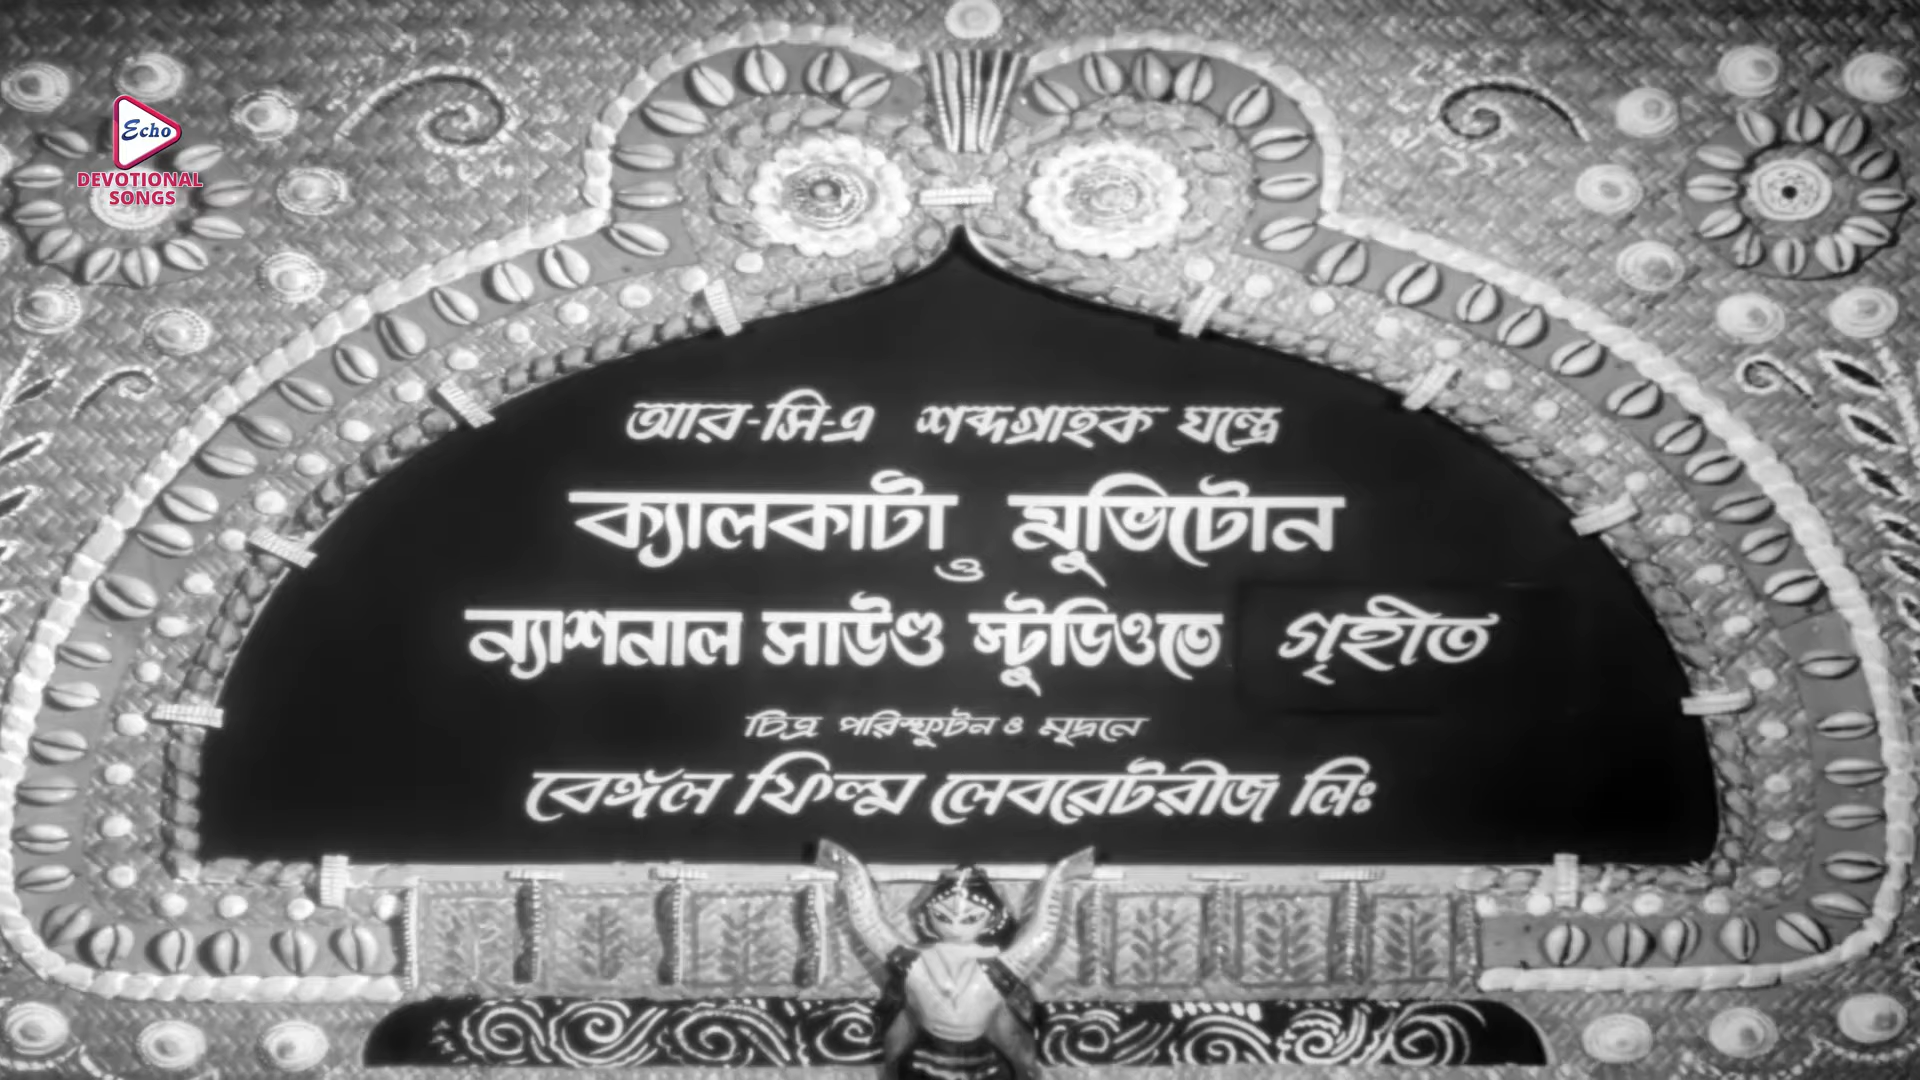 Echo
DEVOTIONAL
SONGS
আর-সি-এ শব্দগ্রাহক যন্ত্রে
ক্যালকাটা মুভিটোন
ও
ন্যাশনাল সাউণ্ড স্টুডিওতে গৃহীত
চিত্র পরিস্ফুটন ও মুদ্রনে
বেঙ্গল ফিল্ম লেবরেটরীজ লিঃ